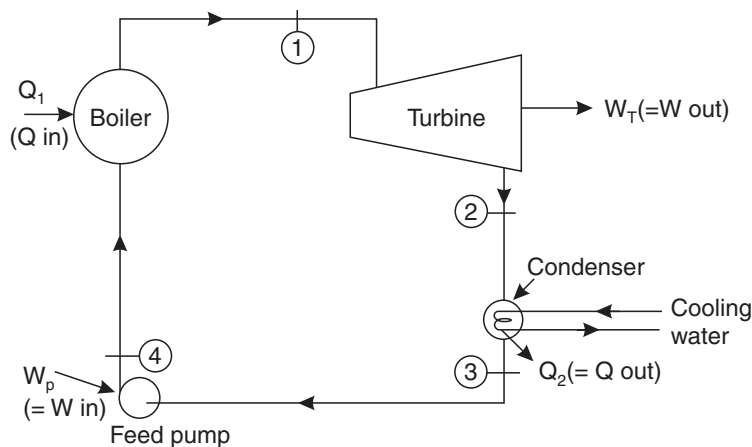 1
Q1
(Q in)
Boiler
Turbine
WT(=W out)
2
Condenser
Cooling
water
4
3
Q2(= Q out)
Wp
(= W in)
Feed pump